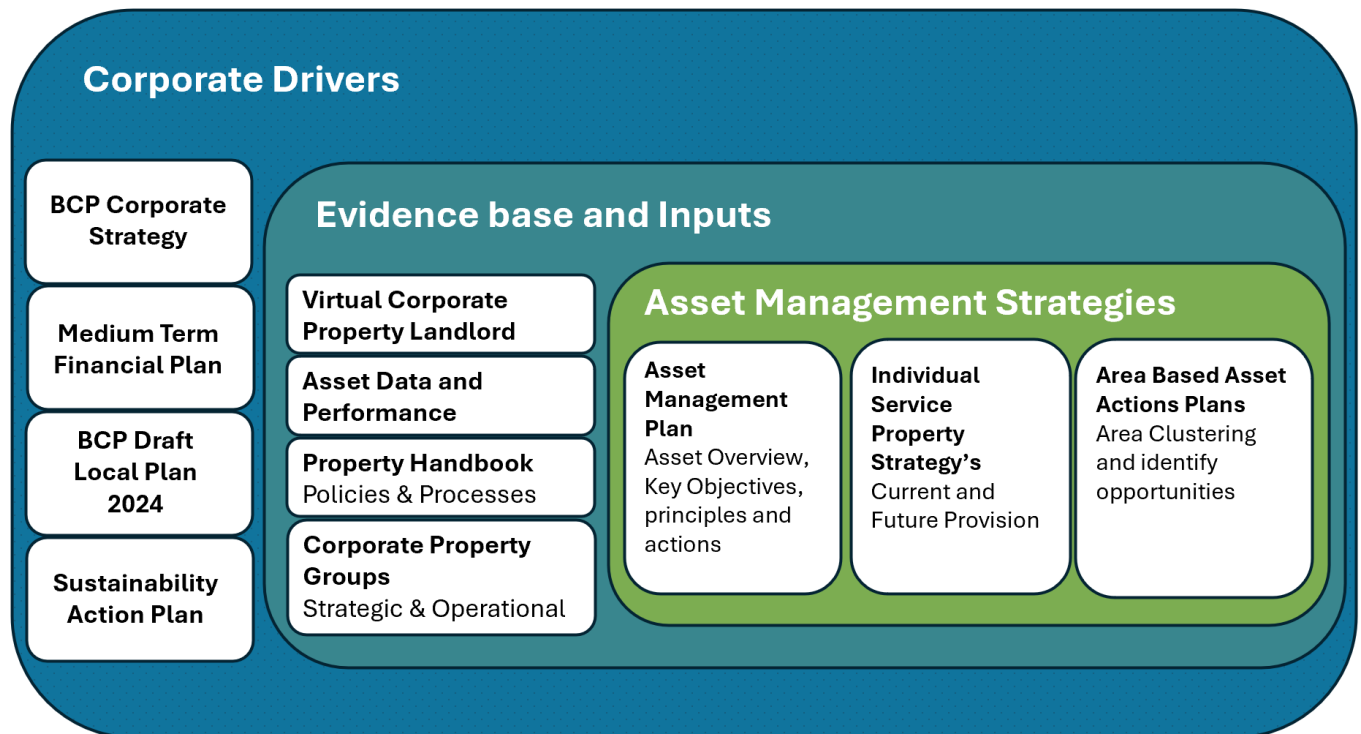 Corporate Drivers
BCP Corporate
Strategy
Medium Term
Financial Plan
BCP Draft
Local Plan
2024
Sustainability
Action Plan
Evidence base and Inputs
Virtual Corporate
Property Landlord
Asset Data and
Performance
Property Handbook
Policies & Processes
Corporate Property
Groups
Strategic & Operational
Asset Management Strategies
Asset
Management
Plan
Asset Overview,
Key Objectives,
principles and
actions
Individual
Service
Property
Strategy’s
Current and
Future Provision
Area Based Asset
Actions Plans
Area Clustering
and identify
opportunities